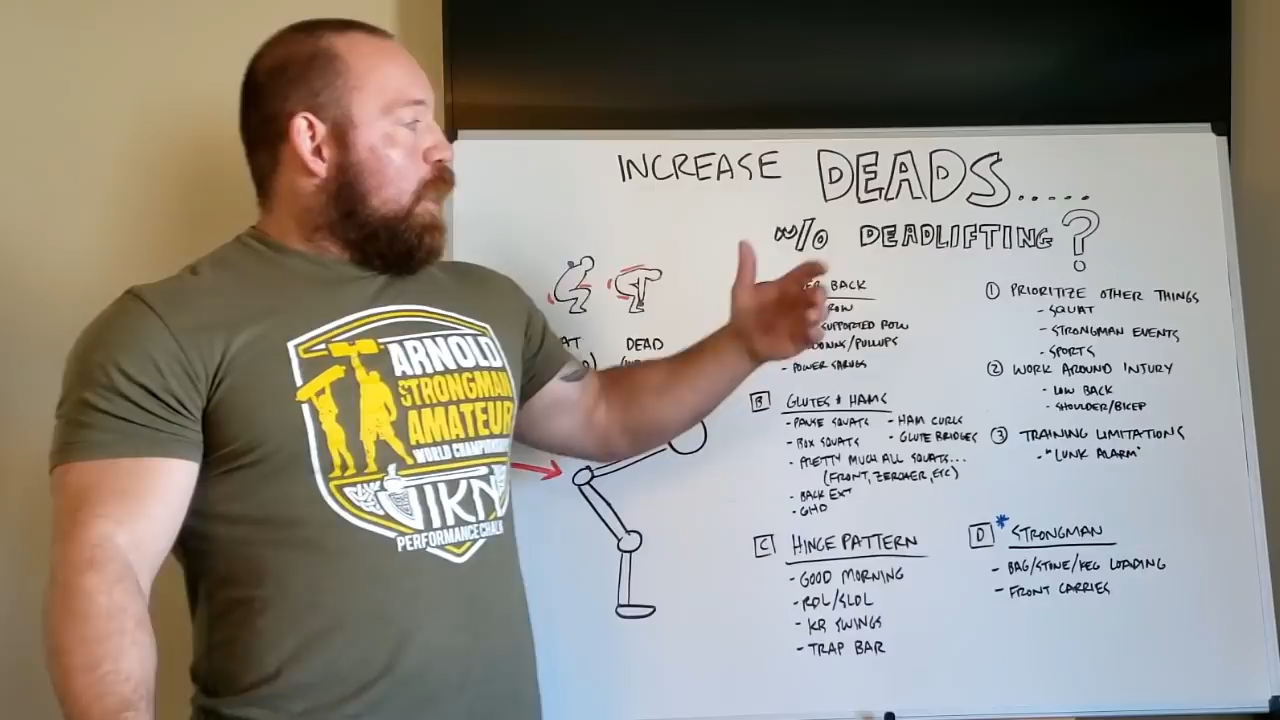 INCREASE DEADS.....
W/O DEADLIFTING?
DEAD
BACK
ROW
SUPPORTED ROW
/PULLUPS
- POWER SHRUGS
B GLUTES & HAMS
- PAUSE SQUATS - HAM CURLS
- BOX SQUATS - GLUTE BRIDGES
- PRETTY MUCH ALL SQUATS...
(FRONT, ZERCHER, ETC)
- BACK EXT
- GHD
C HINGE PATTERN
- GOOD MORNING
- RDL/SLDL
- KB SWINGS
- TRAP BAR
1 PRIORITIZE OTHER THINGS
- SQUAT
- STRONGMAN EVENTS
- SPORTS
2 WORK AROUND INJURY
- LOW BACK
- SHOULDER/BICEP
3 TRAINING LIMITATIONS
- "LUNK ALARM"
D * STRONGMAN
- BAG/STONE/KEG LOADING
- FRONT CARRIES
ARNOLD
STRONGMAN
AMATEUR
WORLD CHAMPIONSHIPS
PERFORMANCE CHALK